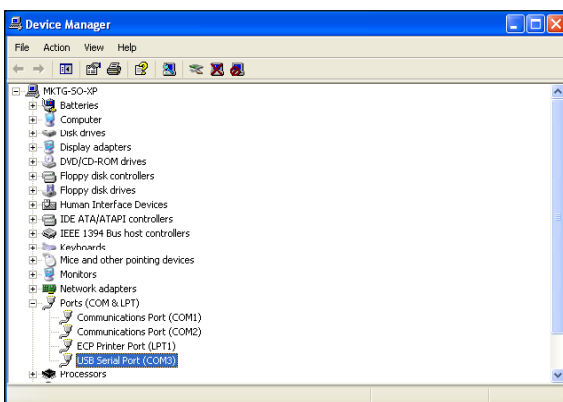 Device Manager
File Action View Help
MKTG-SO-XP
Batteries
Computer
Disk drives
Display adapters
DVD/CD-ROM drives
Floppy disk controllers
Floppy disk drives
Human Interface Devices
IDE ATA/ATAPI controllers
IEEE 1394 Bus host controllers
Keyboards
Mice and other pointing devices
Monitors
Network adapters
Ports (COM & LPT)
Communications Port (COM1)
Communications Port (COM2)
ECP Printer Port (LPT1)
USB Serial Port (COM3)
Processors